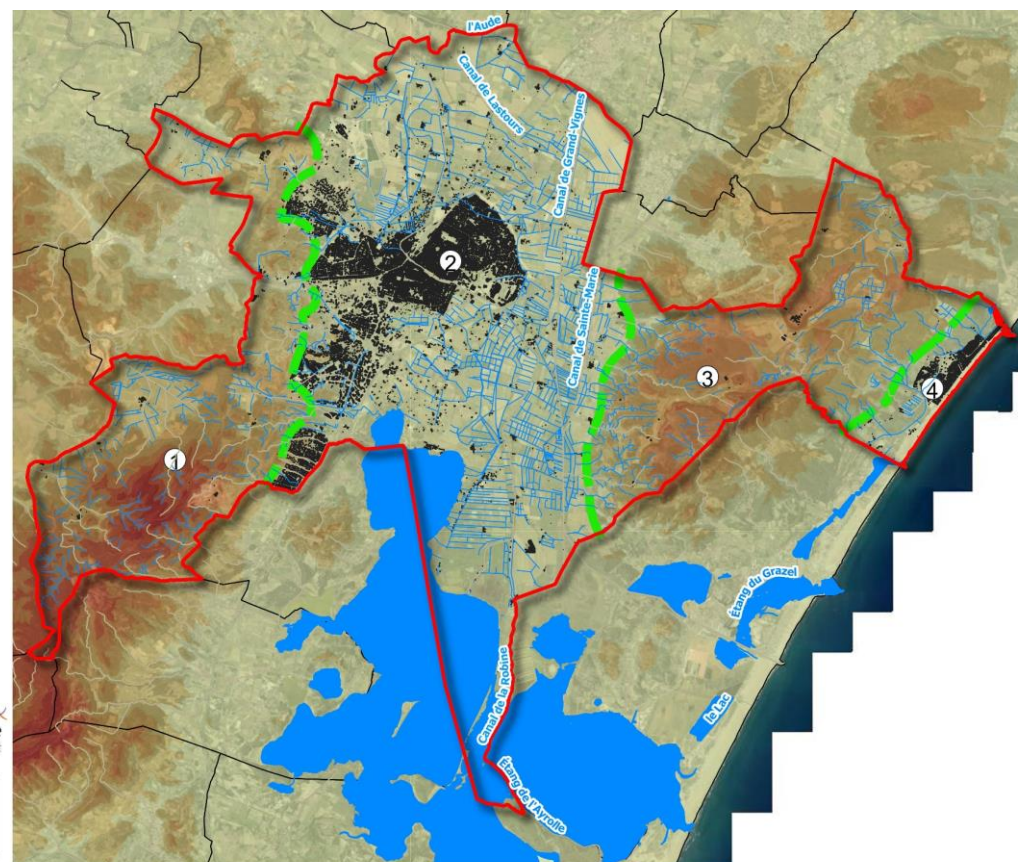 l'Aude
Canal de Lastours
Canal de Grand-Vignes
2
Canal de Sainte-Marie
3
4
1
Étang du Grazel
Canal de la Robine
le Lac
Étang de l'Ayrolle